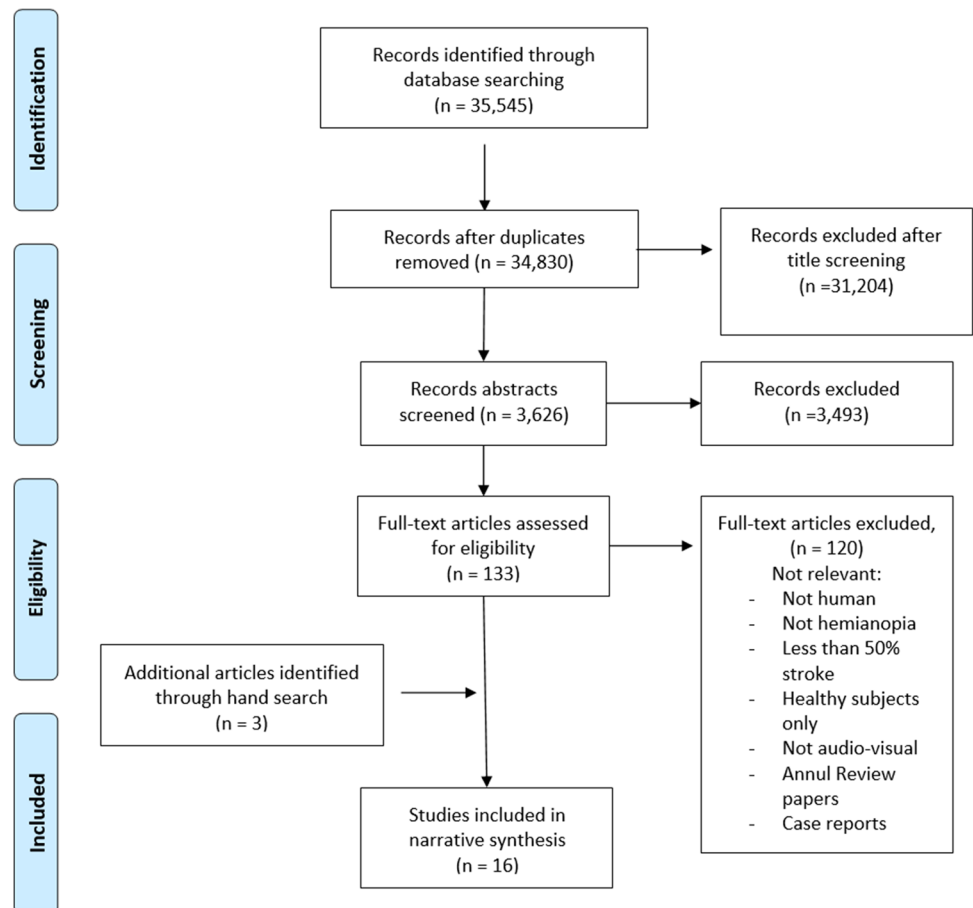 Identification
Records identified through
database searching
(n = 35,545)
Records after duplicates
removed (n = 34,830)
Records excluded after
title screening
(n =31,204)
Screening
Records abstracts
screened (n = 3,626)
Records excluded
(n =3,493)
Eligibility
Full-text articles assessed
for eligibility
(n = 133)
Full-text articles excluded,
(n = 120)
Not relevant:
- Not human
- Not hemianopia
- Less than 50%
stroke
- Healthy subjects
only
- Not audio-visual
- Annul Review
papers
- Case reports
Additional articles identified
through hand search
(n = 3)
Included
Studies included in
narrative synthesis
(n = 16)